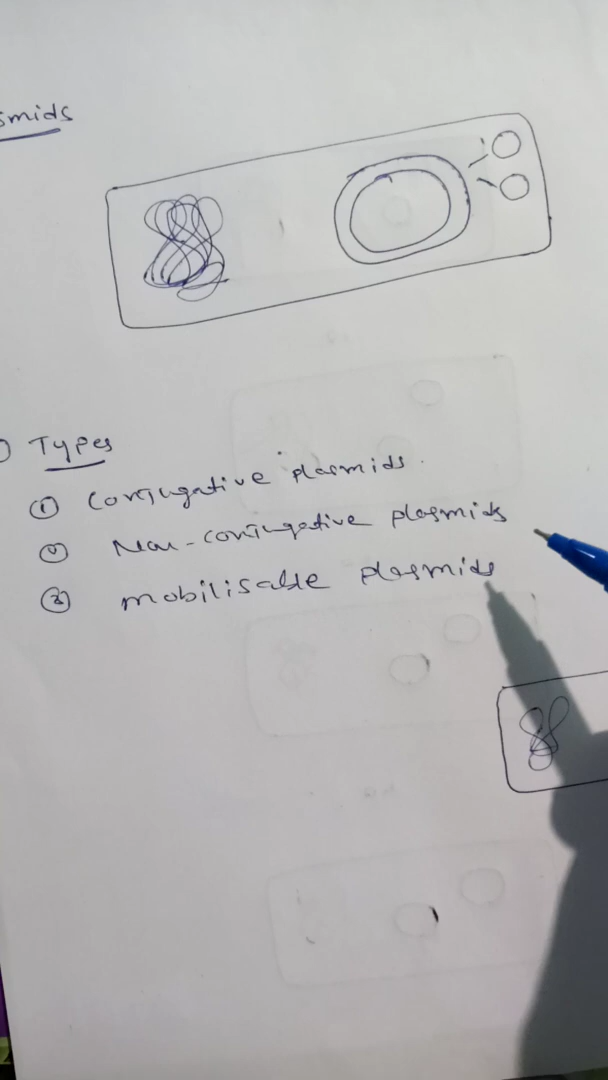 smids
Types
① Conjugative plasmids.
② Non-conjugative plasmids
③ mobilisable plasmids